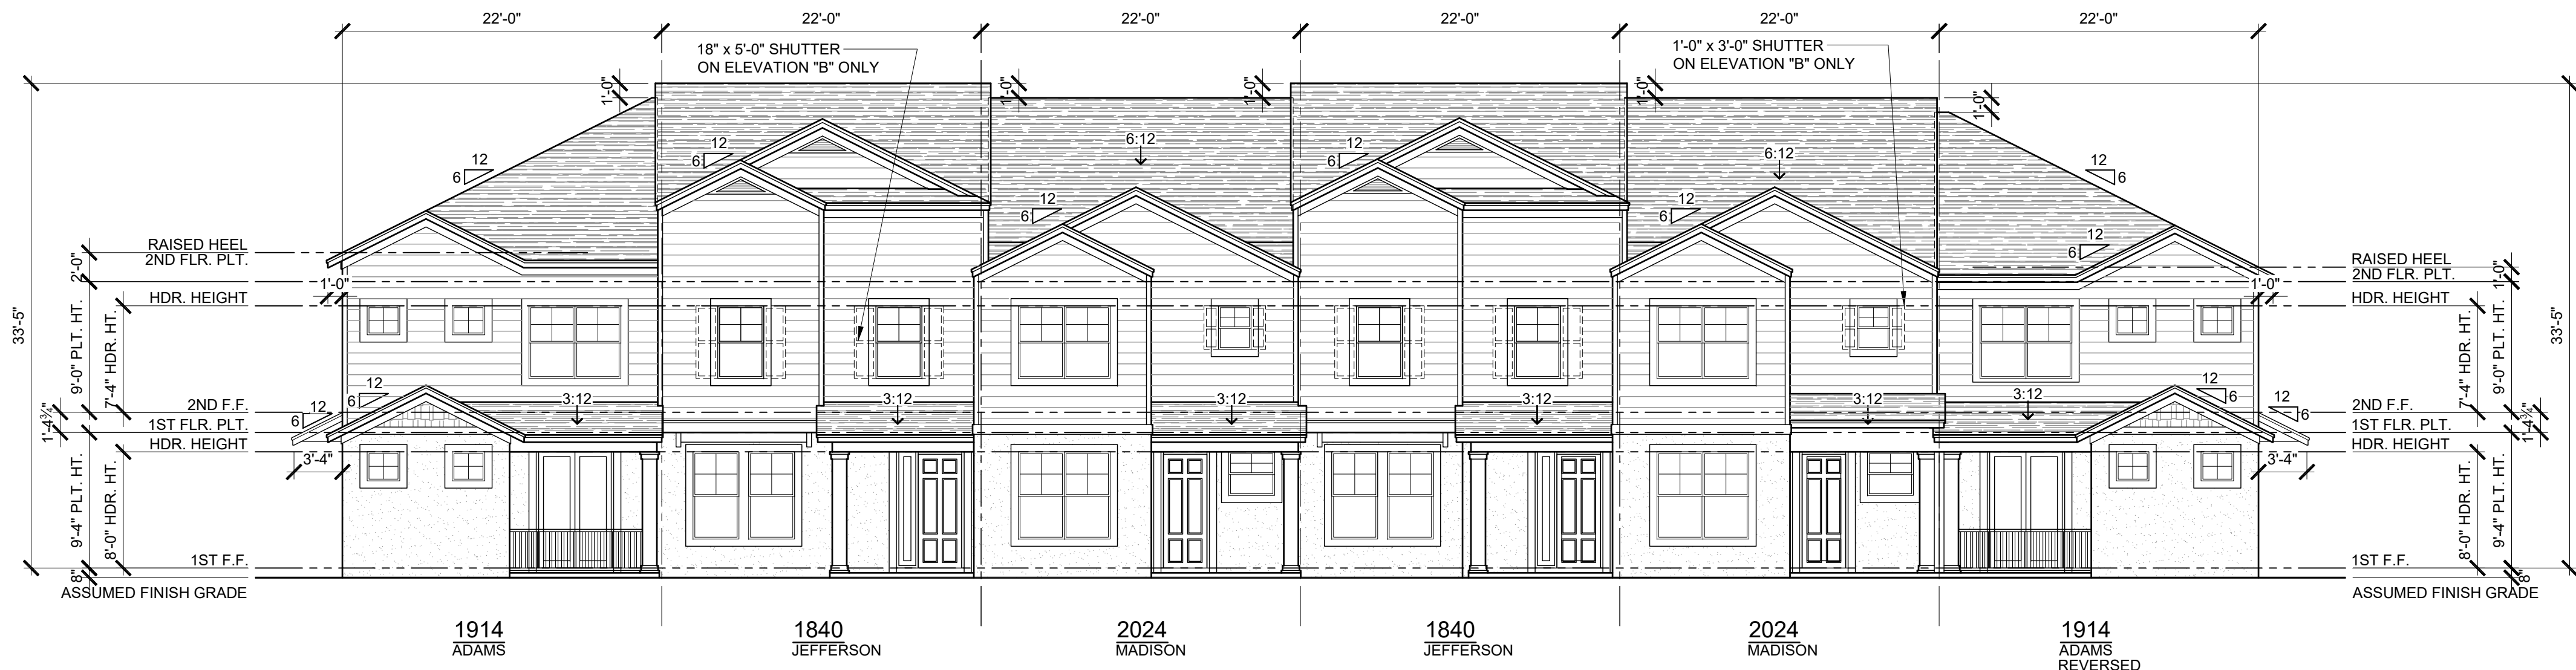 22'-0" 22'-0" 22'-0" 22'-0" 22'-0" 22'-0"
18" x 5'-0" SHUTTER
ON ELEVATION "B" ONLY
1'-0" x 3'-0" SHUTTER
ON ELEVATION "B" ONLY
1'-0" 1'-0" 1'-0" 1'-0" 1'-0"
33'-5"
33'-5"
6:12
6:12
12
6
12
6
12
6
12
6
12
6
12
6
12
6
RAISED HEEL
2ND FLR. PLT.
HDR. HEIGHT
2ND F.F.
1ST FLR. PLT.
HDR. HEIGHT
1ST F.F.
ASSUMED FINISH GRADE
2'-0"
1'-0"
9'-0" PLT. HT.
7'-4" HDR. HT.
1'-4¾"
9'-4" PLT. HT.
8'-0" HDR. HT.
8"
3'-4"
12
6
12
6
3:12 3:12 3:12 3:12 3:12 3:12
12
6
12
6
RAISED HEEL
2ND FLR. PLT.
HDR. HEIGHT
2ND F.F.
1ST FLR. PLT.
HDR. HEIGHT
1ST F.F.
ASSUMED FINISH GRADE
1'-0"
1'-0"
7'-4" HDR. HT.
9'-0" PLT. HT.
1'-4¾"
8'-0" HDR. HT.
9'-4" PLT. HT.
8"
3'-4"
1914
ADAMS
1840
JEFFERSON
2024
MADISON
1840
JEFFERSON
2024
MADISON
1914
ADAMS
REVERSED